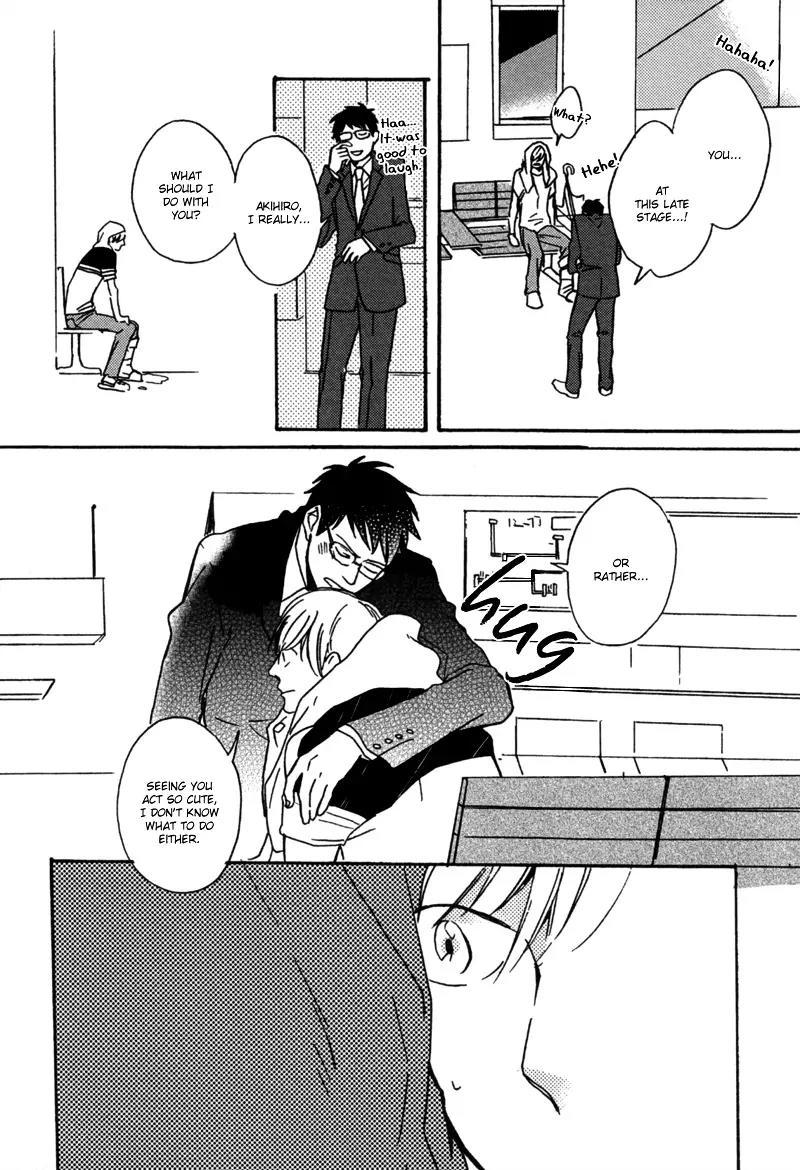 Hahaha!
YOU...
AT
THIS LATE
STAGE...!
What?
Hehe!
Haa...
It was
good to
laugh.
AKIHIRO,
I REALLY...
WHAT
SHOULD I
DO WITH
YOU?
OR
RATHER...
hug
SEEING YOU
ACT SO CUTE,
I DON'T KNOW
WHAT TO DO
EITHER.